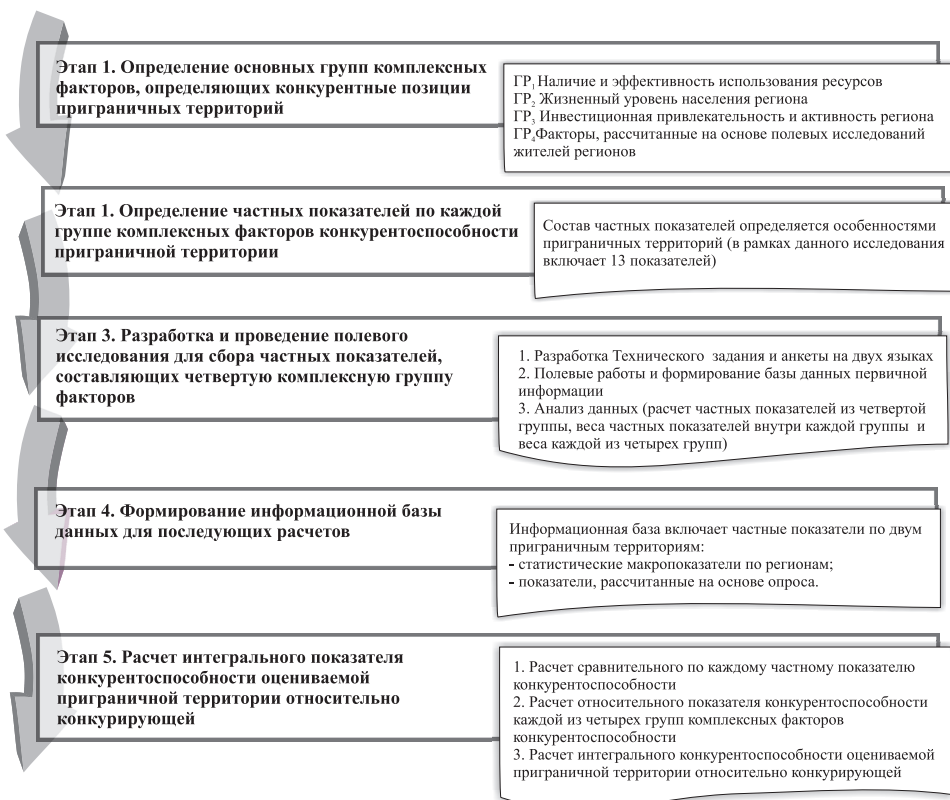 Этап 1. Определение основных групп комплексных
факторов, определяющих конкурентные позиции
приграничных территорий
ГР₁ Наличие и эффективность использования ресурсов
ГР₂ Жизненный уровень населения региона
ГР₃ Инвестиционная привлекательность и активность региона
ГР₄Факторы, рассчитанные на основе полевых исследований
жителей регионов
Этап 1. Определение частных показателей по каждой
группе комплексных факторов конкурентоспособности
приграничной территории
Состав частных показателей определяется особенностями
приграничных территорий (в рамках данного исследования
включает 13 показателей)
Этап 3. Разработка и проведение полевого
исследования для сбора частных показателей,
составляющих четвертую комплексную группу
факторов
1. Разработка Технического задания и анкеты на двух языках
2. Полевые работы и формирование базы данных первичной
информации
3. Анализ данных (расчет частных показателей из четвертой
группы, веса частных показателей внутри каждой группы и
веса каждой из четырех групп)
Этап 4. Формирование информационной базы
данных для последующих расчетов
Информационная база включает частные показатели по двум
приграничным территориям:
- статистические макропоказатели по регионам;
- показатели, рассчитанные на основе опроса.
Этап 5. Расчет интегрального показателя
конкурентоспособности оцениваемой
приграничной территории относительно
конкурирующей
1. Расчет сравнительного по каждому частному показателю
конкурентоспособности
2. Расчет относительного показателя конкурентоспособности
каждой из четырех групп комплексных факторов
конкурентоспособности
3. Расчет интегрального конкурентоспособности оцениваемой
приграничной территории относительно конкурирующей